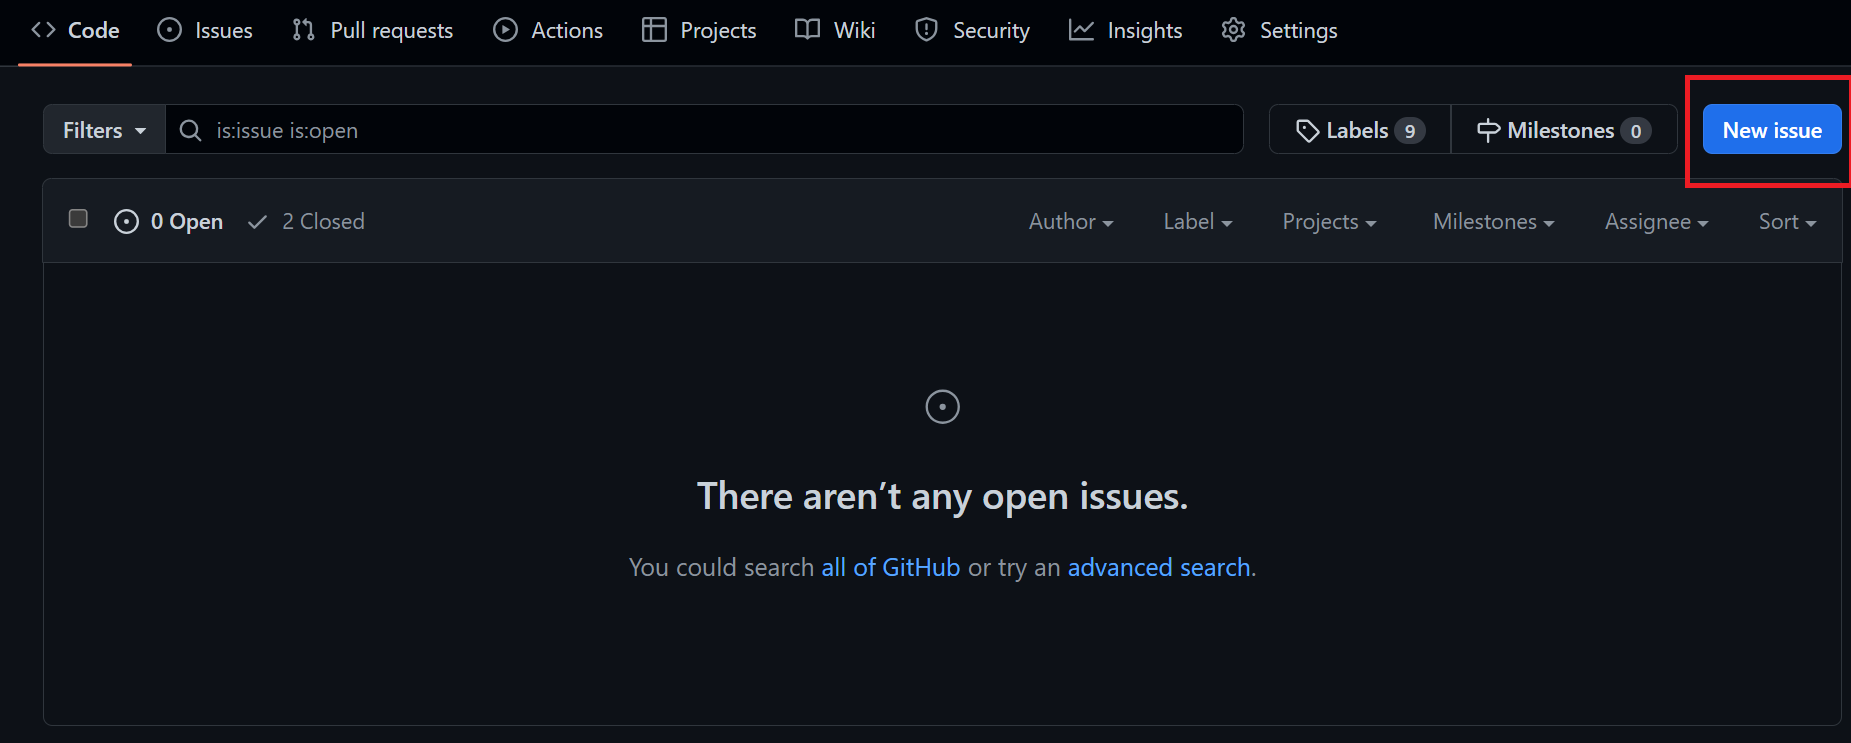 Code Issues Pull requests Actions Projects Wiki Security Insights Settings
Filters is:issue is:open Labels 9 Milestones 0 New issue
0 Open 2 Closed Author Label Projects Milestones Assignee Sort
There aren’t any open issues.
You could search all of GitHub or try an advanced search.